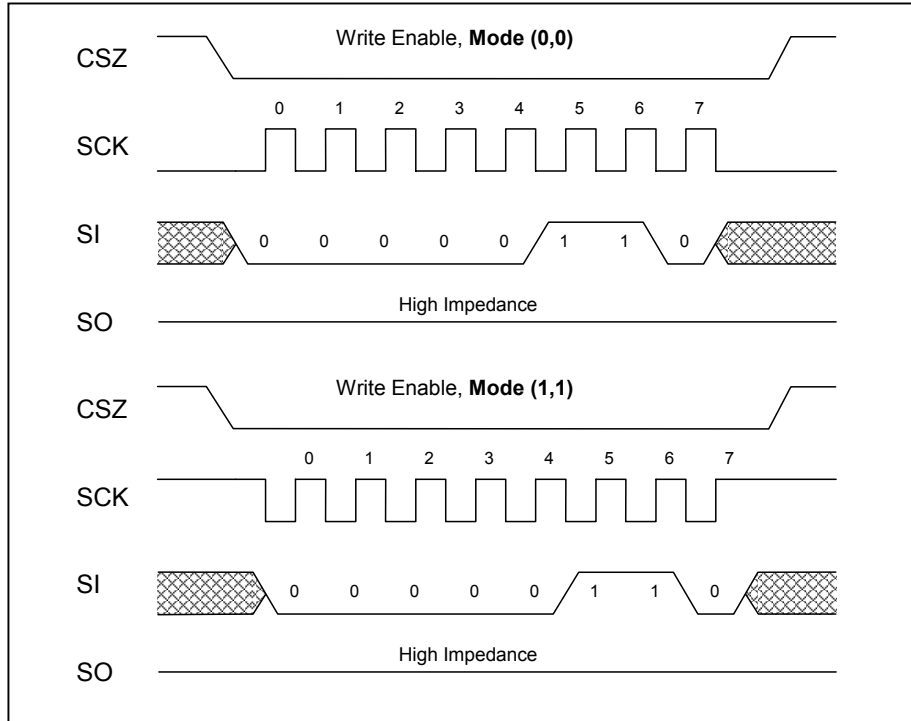 Write Enable, Mode (0,0)
CSZ
0 1 2 3 4 5 6 7
SCK
SI
0 0 0 0 0 1 1 0
High Impedance
SO
Write Enable, Mode (1,1)
CSZ
0 1 2 3 4 5 6 7
SCK
SI
0 0 0 0 0 1 1 0
High Impedance
SO